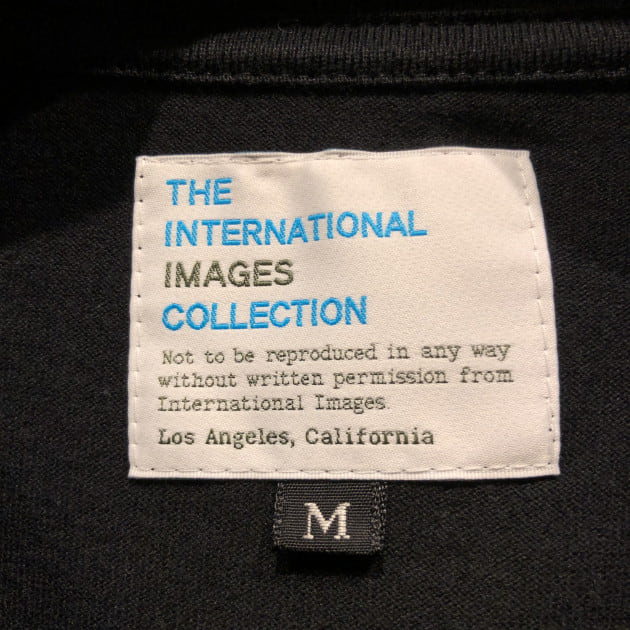 THE
INTERNATIONAL
IMAGES
COLLECTION
Not to be reproduced in any way
without written permission from
International Images.
Los Angeles, California
M